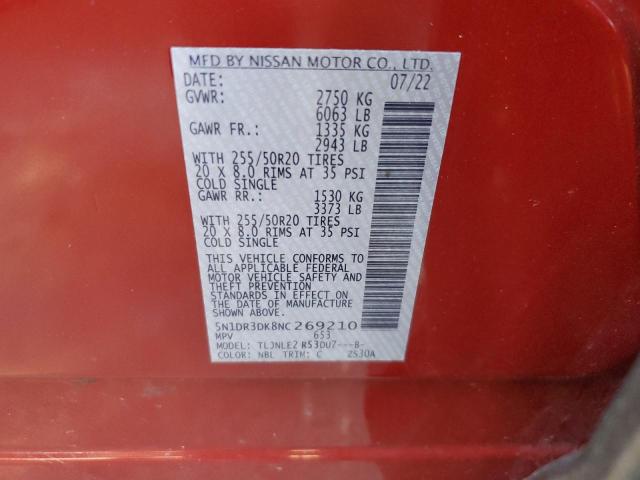 MFD BY NISSAN MOTOR CO., LTD.
DATE: 07/22
GVWR: 2750 KG
6063 LB
GAWR FR.: 1335 KG
2943 LB
WITH 255/50R20 TIRES
20 X 8.0 RIMS AT 35 PSI
COLD SINGLE
GAWR RR.: 1530 KG
3373 LB
WITH 255/50R20 TIRES
20 X 8.0 RIMS AT 35 PSI
COLD SINGLE
THIS VEHICLE CONFORMS TO
ALL APPLICABLE FEDERAL
MOTOR VEHICLE SAFETY AND
THEFT PREVENTION
STANDARDS IN EFFECT ON
THE DATE OF MANUFACTURE
SHOWN ABOVE.
5N1DR3DK8NC269210
MPV 653
MODEL: TLJNLE2 R53DU7---B-
COLOR: NBL TRIM: C 2S30A